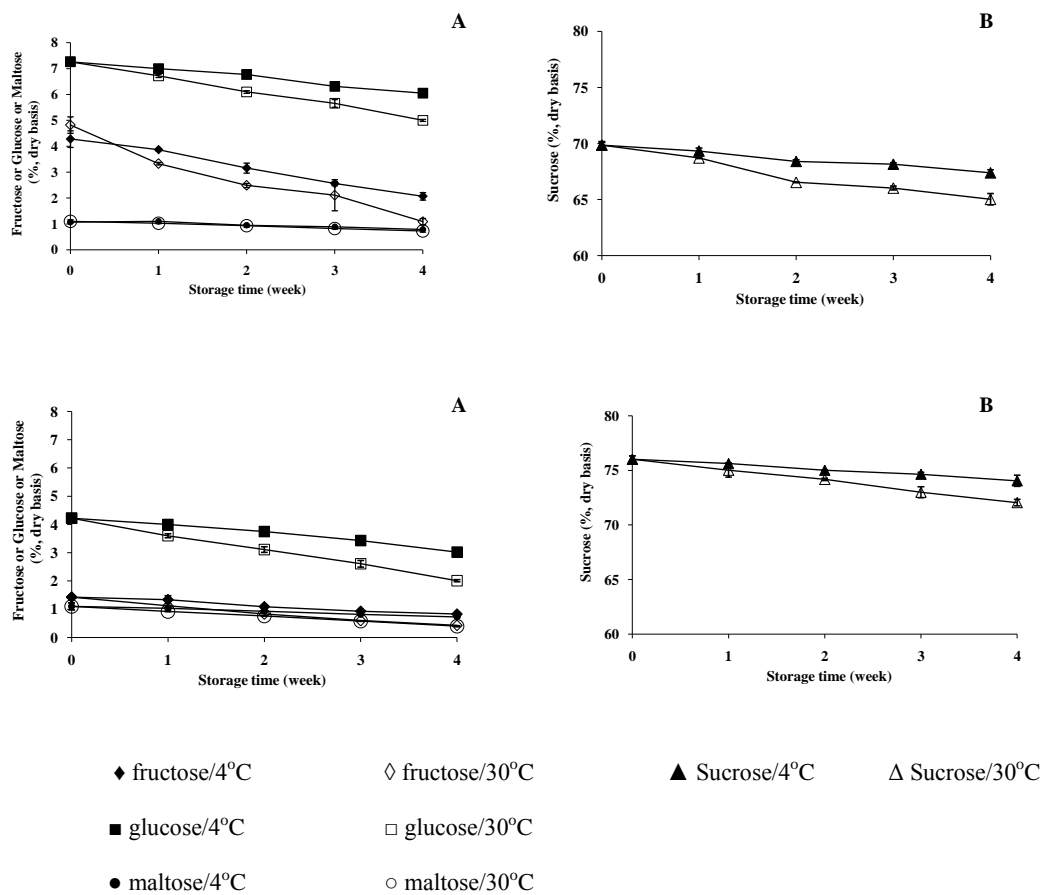 A
Fructose or Glucose or Maltose
(%, dry basis)
8
7
6
5
4
3
2
1
0
0 1 2 3 4
Storage time (week)
B
Sucrose (%, dry basis)
80
75
70
65
60
0 1 2 3 4
Storage time (week)
A
Fructose or Glucose or Maltose
(%, dry basis)
8
7
6
5
4
3
2
1
0
0 1 2 3 4
Storage time (week)
B
Sucrose (%, dry basis)
80
75
70
65
60
0 1 2 3 4
Storage time (week)
fructose/4°C fructose/30°C Sucrose/4°C Sucrose/30°C
glucose/4°C glucose/30°C
maltose/4°C maltose/30°C